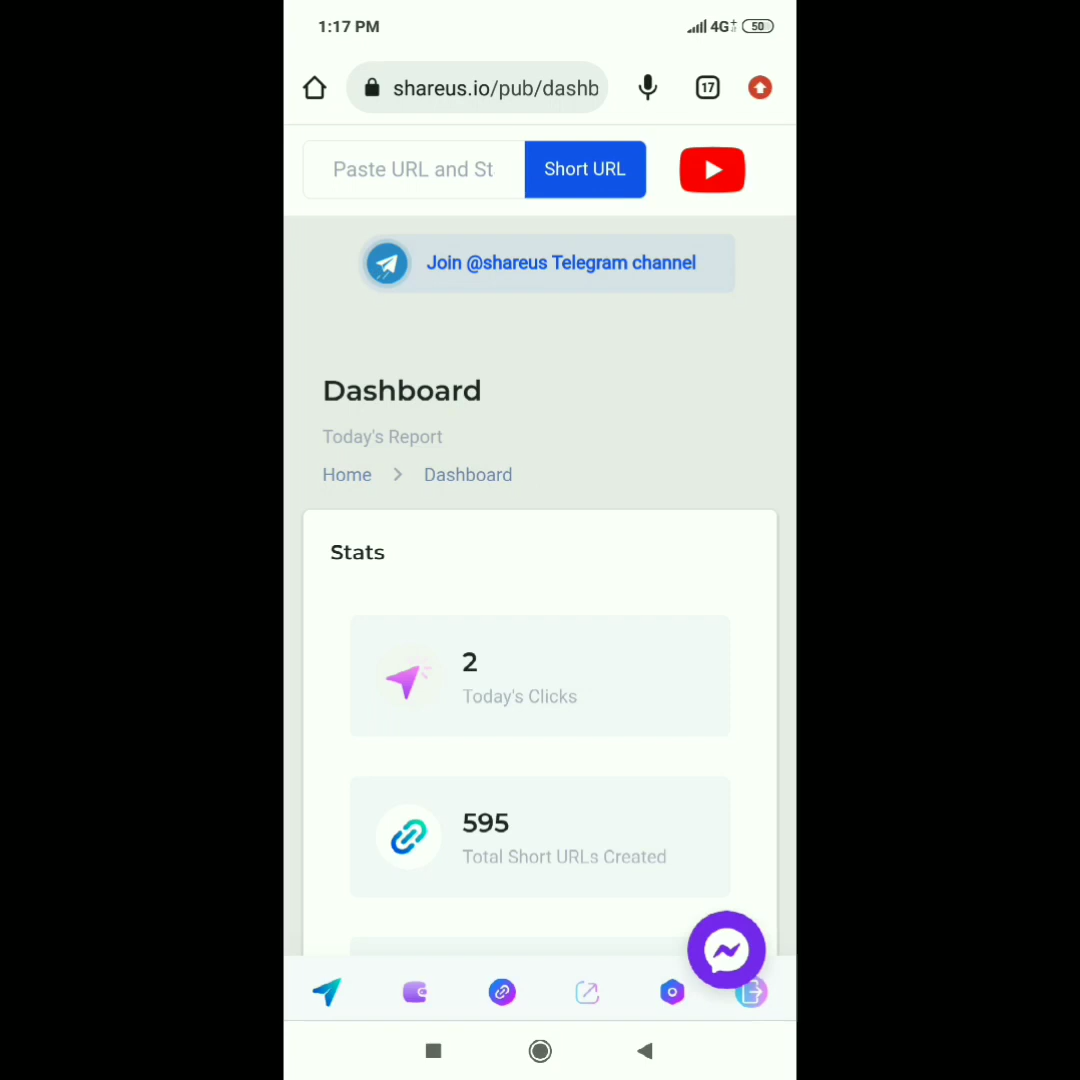 1:17 PM 4G+ 50
shareus.io/pub/dashb 17
Paste URL and St Short URL
Join @shareus Telegram channel
Dashboard
Today's Report
Home > Dashboard
Stats
2
Today's Clicks
595
Total Short URLs Created